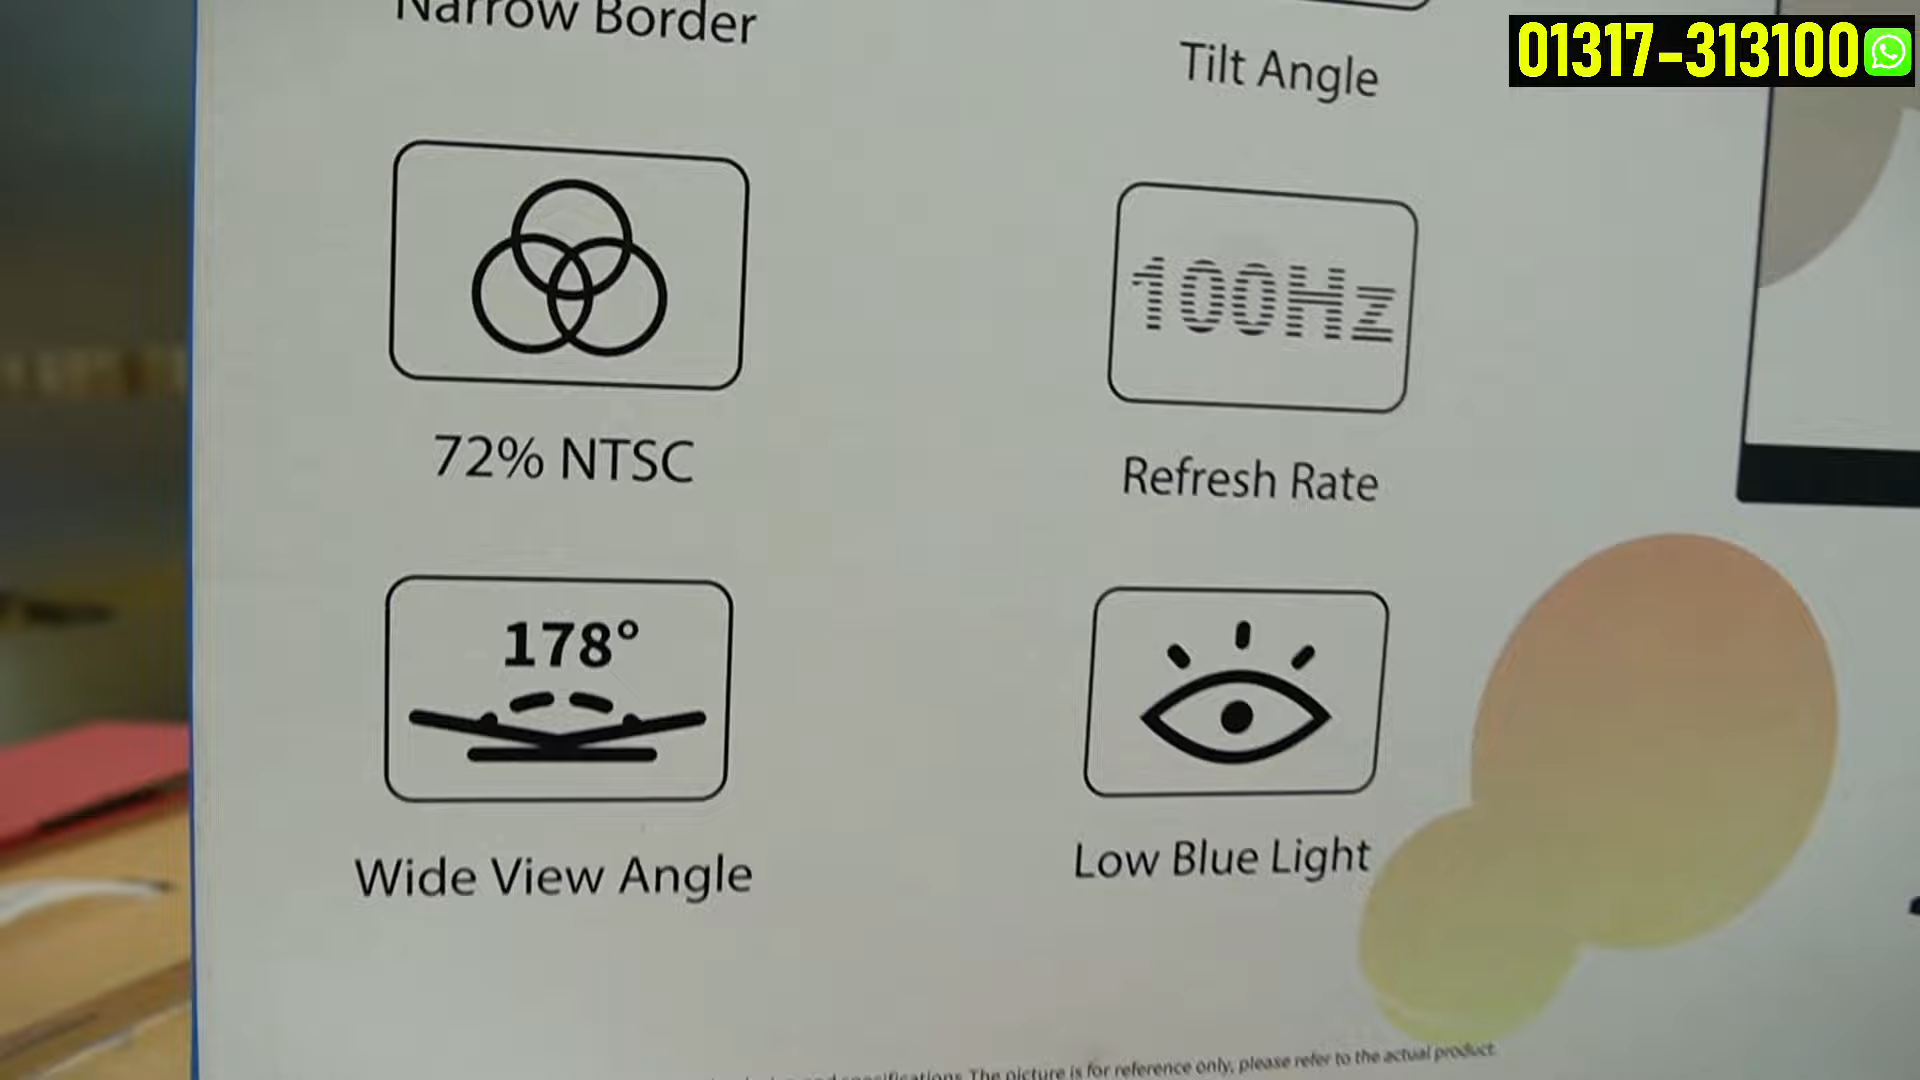 Narrow Border
Tilt Angle
01317-313100
100Hz
72% NTSC
Refresh Rate
178°
Wide View Angle
Low Blue Light
specifications. The picture is for reference only, please refer to the actual product.